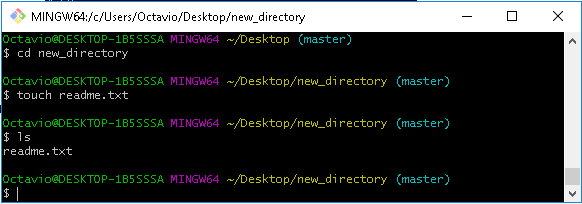 MINGW64:/c/Users/Octavio/Desktop/new_directory
Octavio@DESKTOP-1B5SSSA MINGW64 ~/Desktop (master)
$ cd new_directory
Octavio@DESKTOP-1B5SSSA MINGW64 ~/Desktop/new_directory (master)
$ touch readme.txt
Octavio@DESKTOP-1B5SSSA MINGW64 ~/Desktop/new_directory (master)
$ ls
readme.txt
Octavio@DESKTOP-1B5SSSA MINGW64 ~/Desktop/new_directory (master)
$